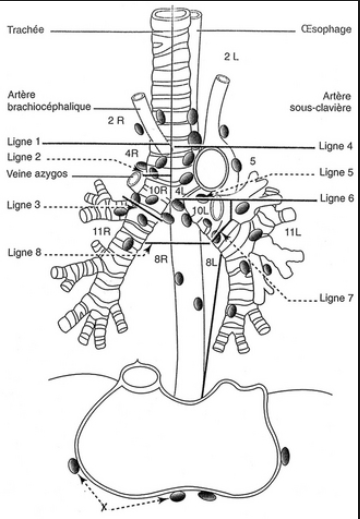 Trachée
Œsophage
2 L
Artère
brachiocéphalique
Artère
sous-clavière
2 R
Ligne 1
Ligne 4
4R
5
Ligne 2
Ligne 5
Veine azygos
10R
4L
Ligne 6
Ligne 3
10L
11R
11L
Ligne 8
8R
8L
Ligne 7
X